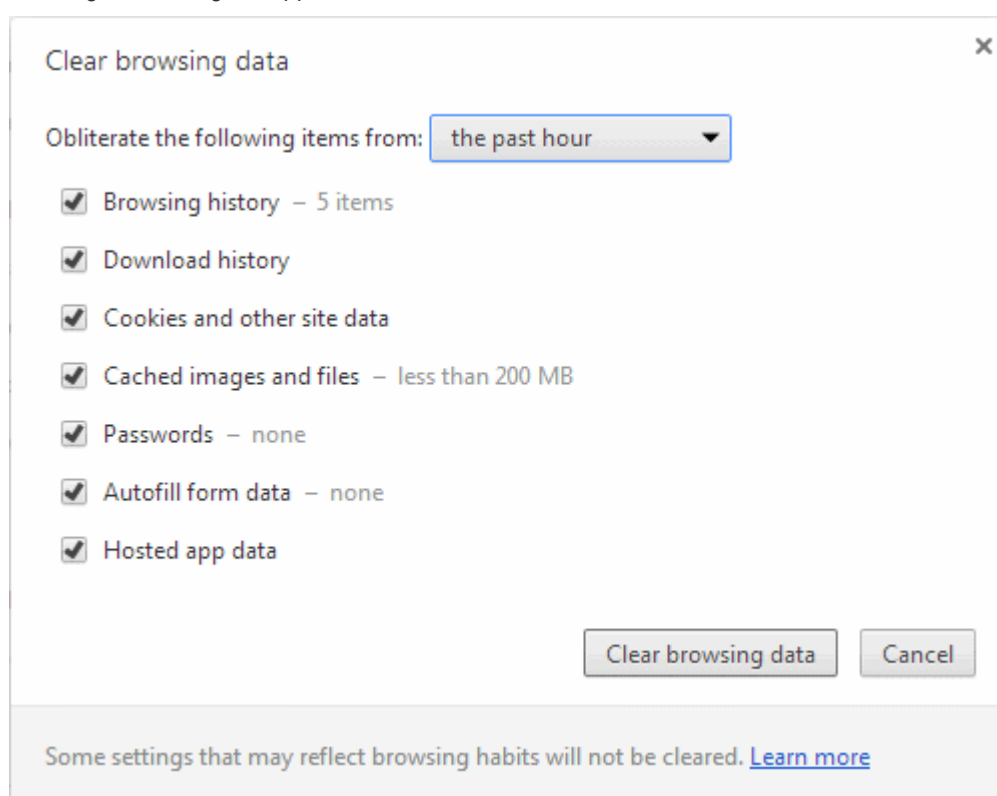 Clear browsing data
Obliterate the following items from: the past hour
Browsing history – 5 items
Download history
Cookies and other site data
Cached images and files – less than 200 MB
Passwords – none
Autofill form data – none
Hosted app data
Clear browsing data Cancel
Some settings that may reflect browsing habits will not be cleared. Learn more